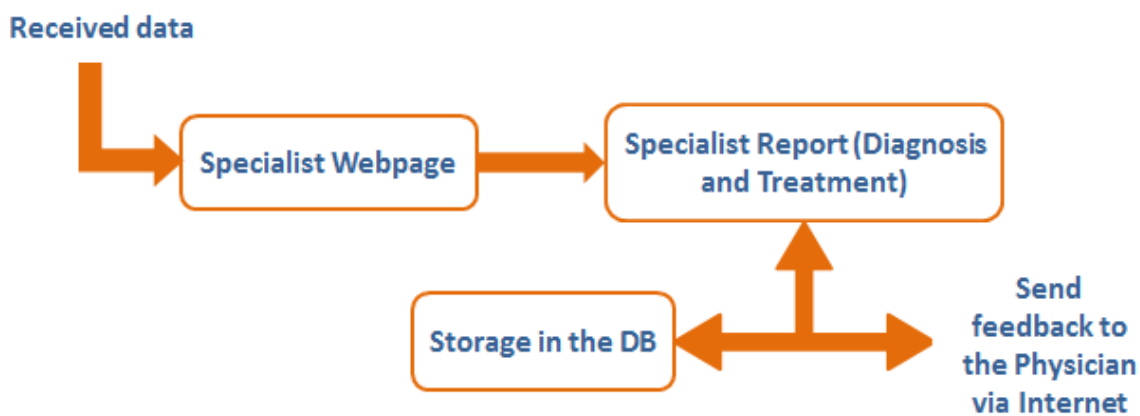 Received data
Specialist Webpage
Specialist Report (Diagnosis
and Treatment)
Storage in the DB
Send
feedback to
the Physician
via Internet